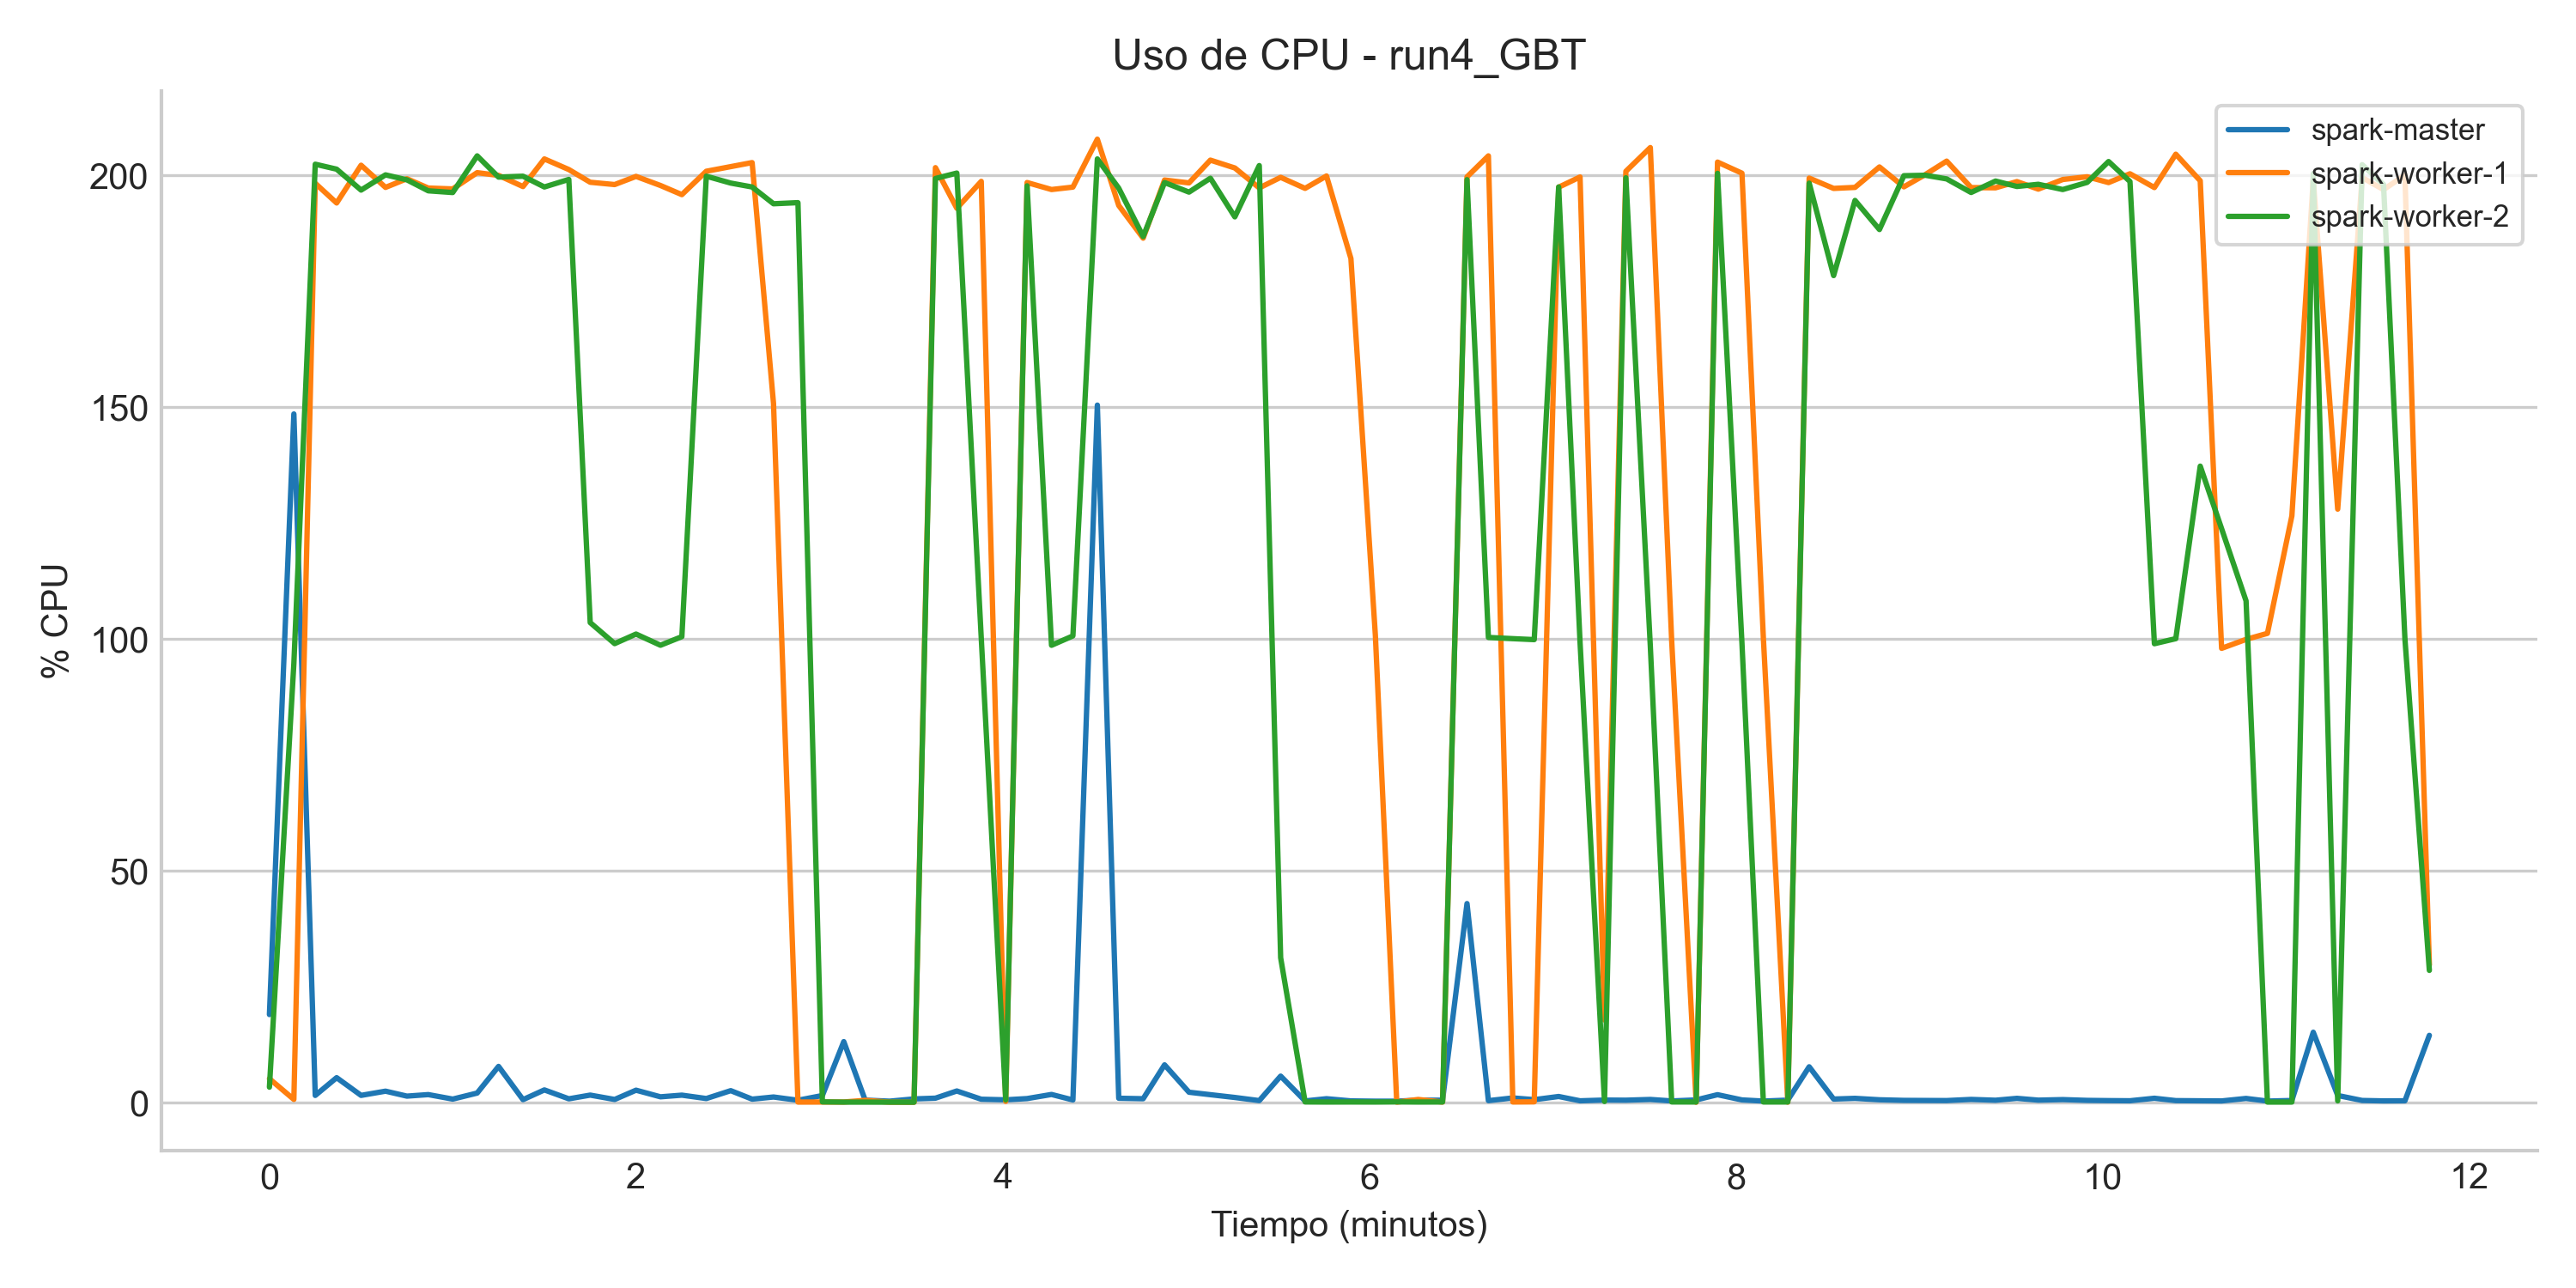 Uso de CPU - run4_GBT
spark-master
spark-worker-1
spark-worker-2
% CPU
200
150
100
50
0
0 2 4 6 8 10 12
Tiempo (minutos)